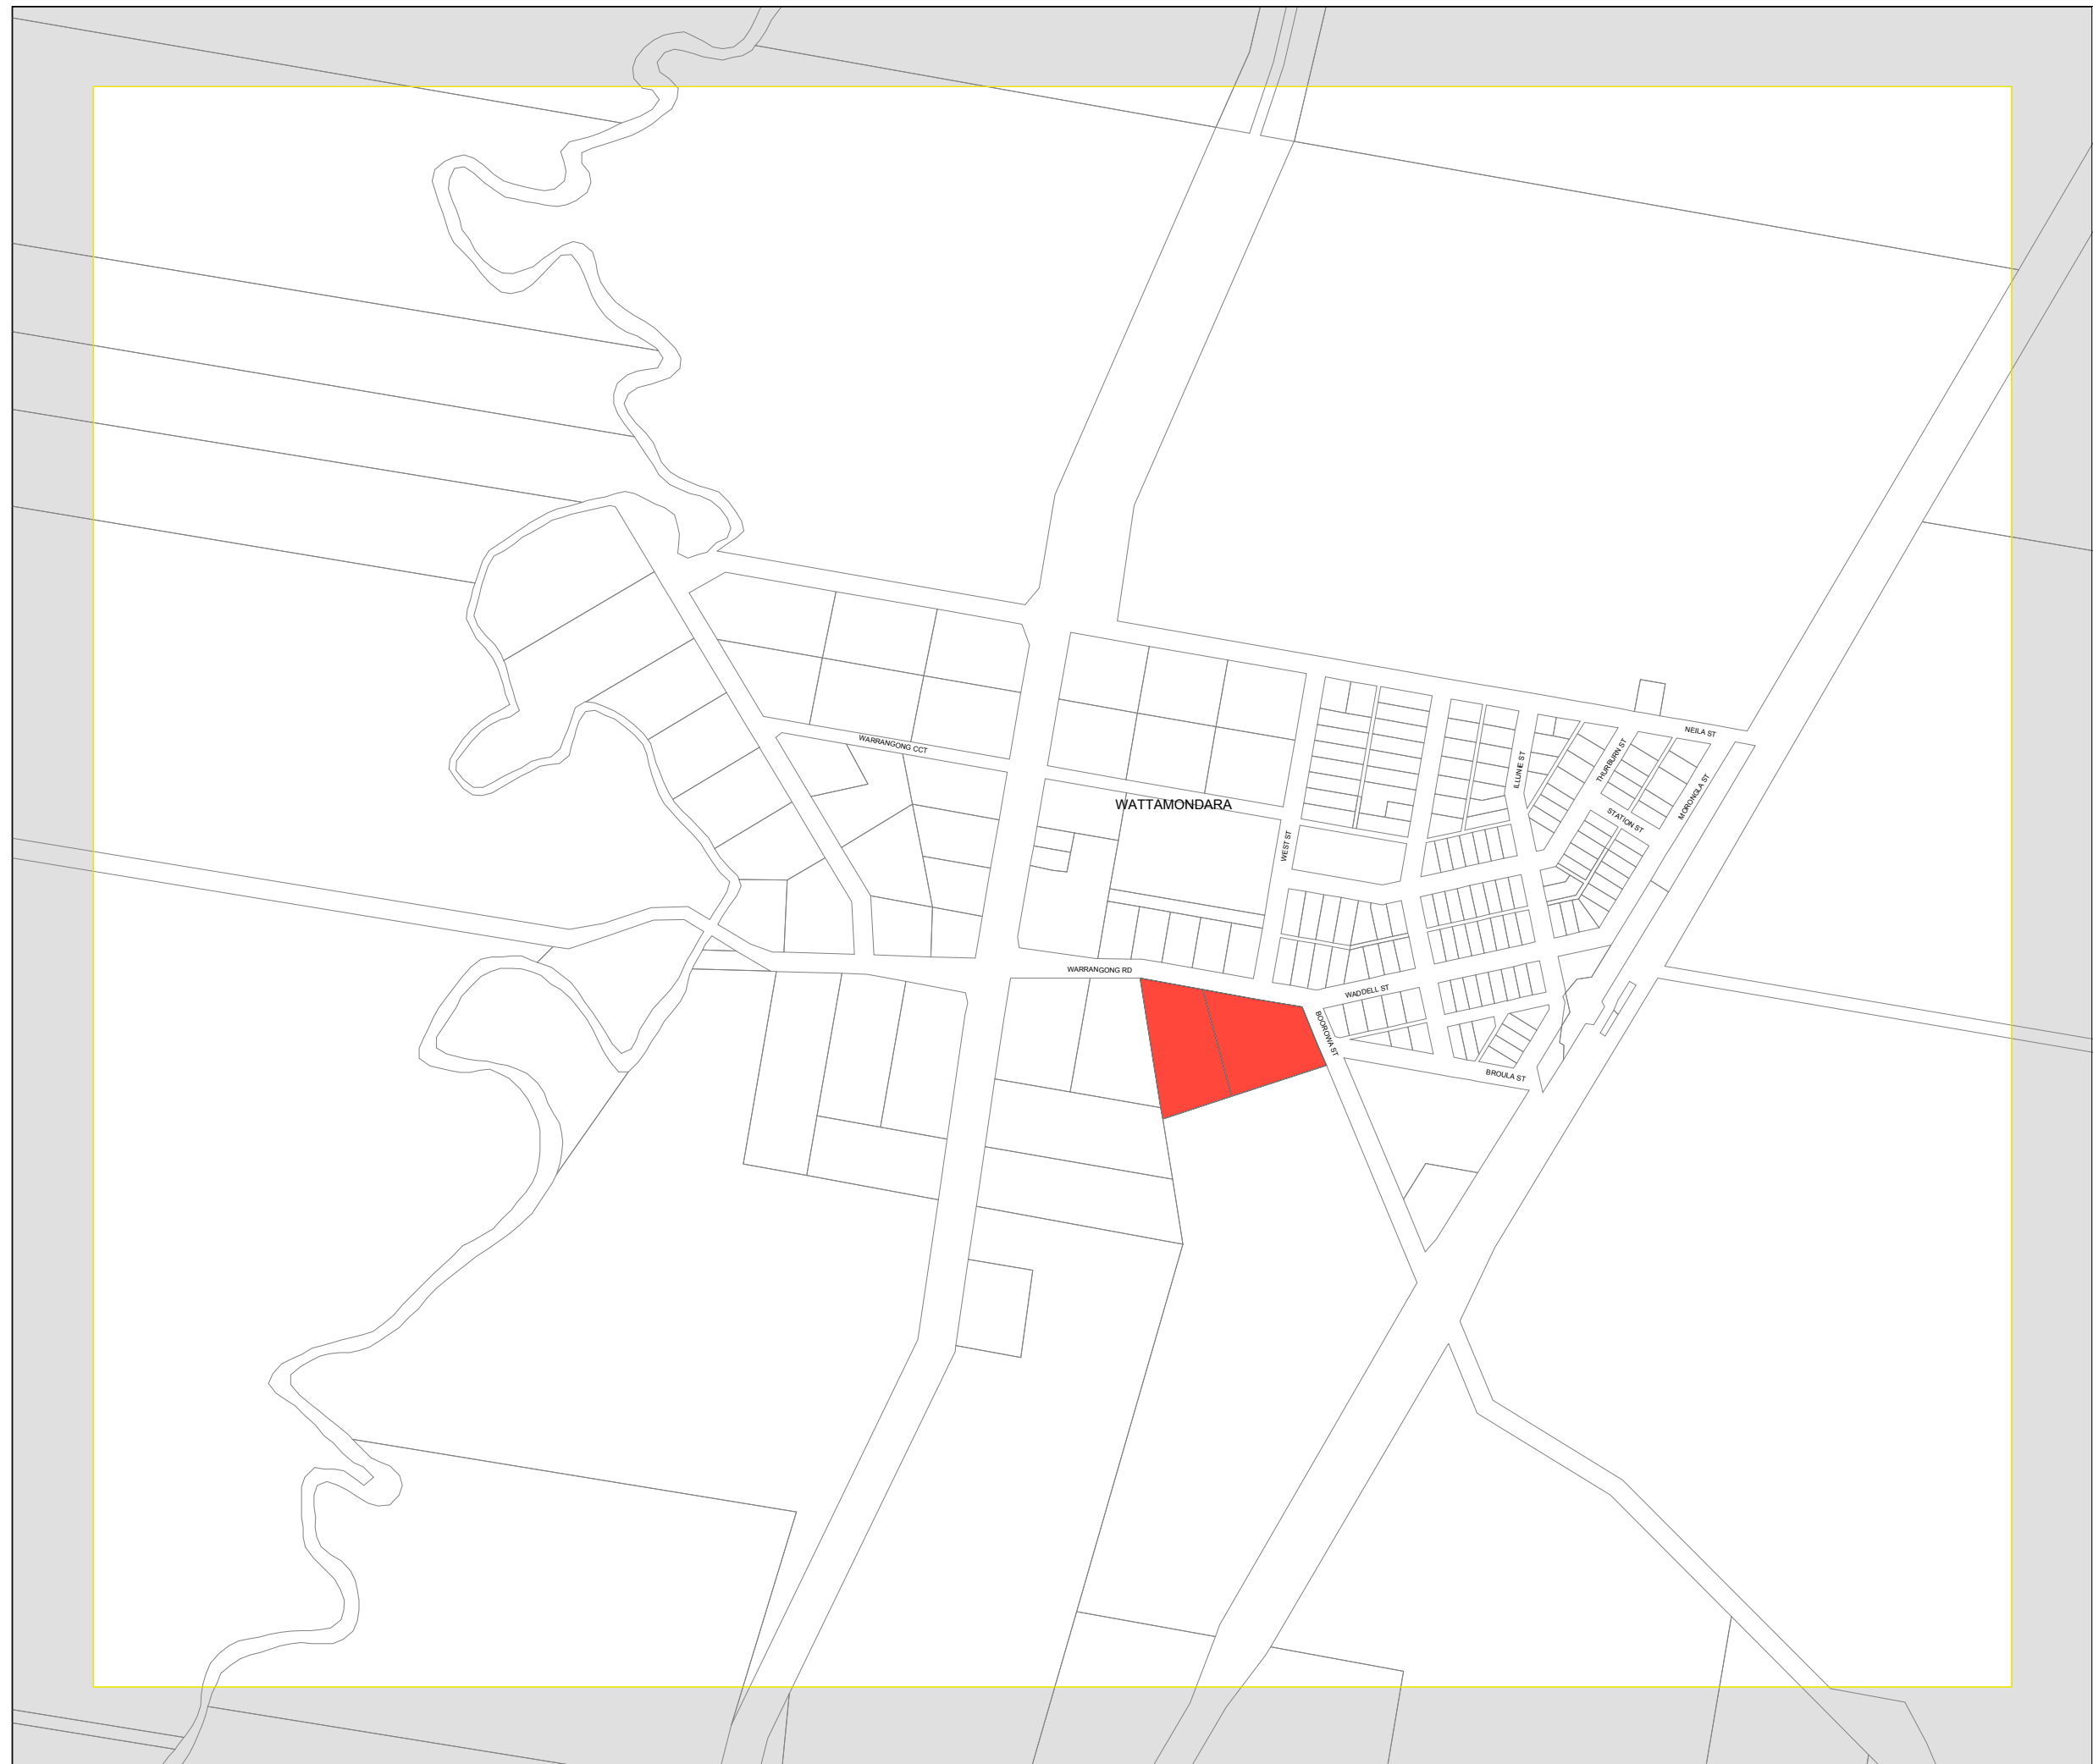 NEILA ST
WARRANGONG CCT
ILLUNIE ST
THURBURN ST
MORONGLA ST
WATTAMONDARA
STATION ST
WEST ST
WARRANGONG RD
WADDELL ST
BOOROWA ST
BROULA ST